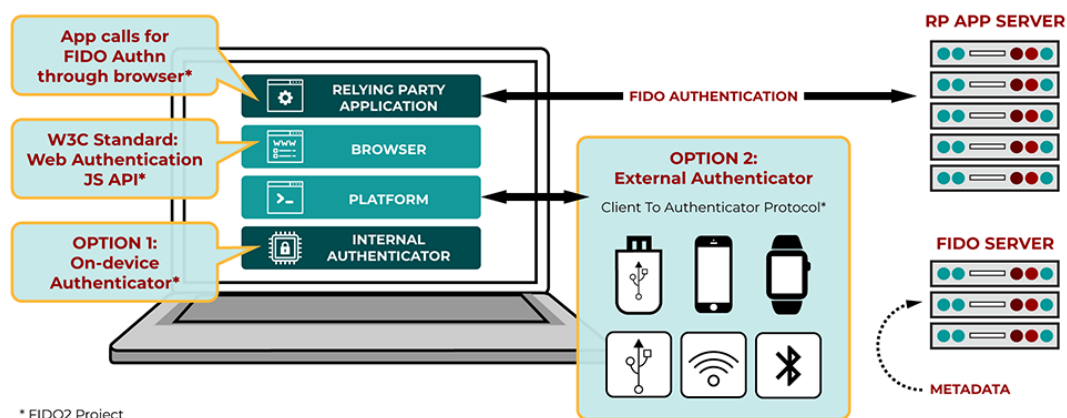 App calls for
FIDO Authn
through browser*
W3C Standard:
Web Authentication
JS API*
OPTION 1:
On-device
Authenticator*
RELYING PARTY
APPLICATION
WWW
BROWSER
PLATFORM
INTERNAL
AUTHENTICATOR
FIDO AUTHENTICATION
OPTION 2:
External Authenticator
Client To Authenticator Protocol*
RP APP SERVER
FIDO SERVER
METADATA
* FIDO2 Project